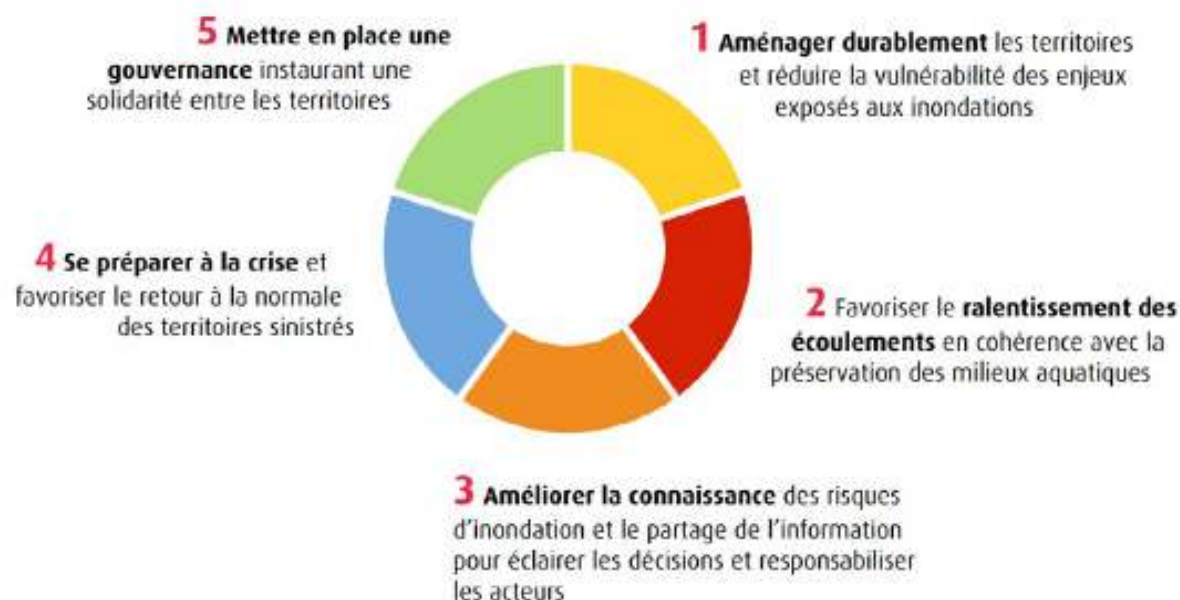 1 Aménager durablement les territoires
et réduire la vulnérabilité des enjeux
exposés aux inondations
2 Favoriser le ralentissement des
écoulements en cohérence avec la
préservation des milieux aquatiques
3 Améliorer la connaissance des risques
d'inondation et le partage de l'information
pour éclairer les décisions et responsabiliser
les acteurs
4 Se préparer à la crise et
favoriser le retour à la normale
des territoires sinistrés
5 Mettre en place une
gouvernance instaurant une
solidarité entre les territoires